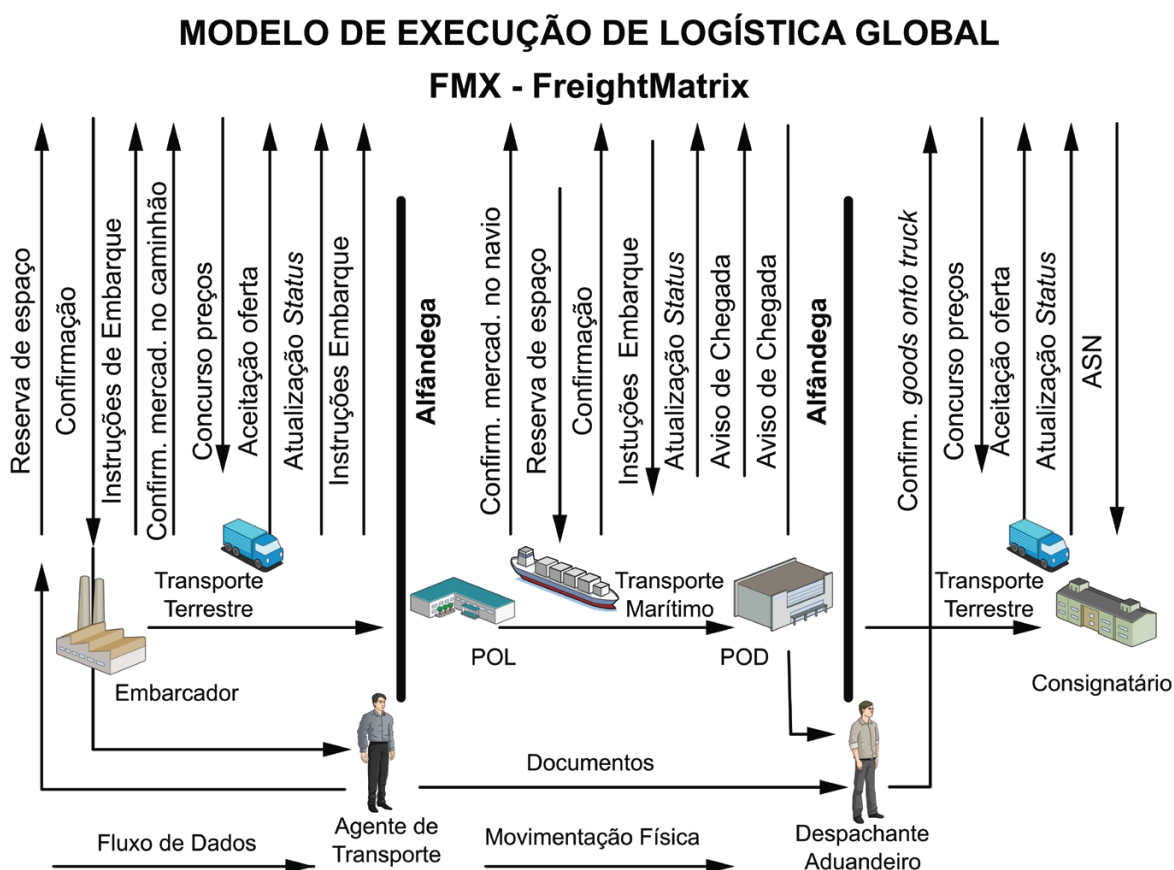 MODELO DE EXECUÇÃO DE LOGÍSTICA GLOBAL
FMX - FreightMatrix
Reserva de espaço
Confirmação
Instruções de Embarque
Confirm. mercad. no caminhão
Concurso preços
Aceitação oferta
Atualização Status
Instruções Embarque
Alfândega
Confirm. mercad. no navio
Reserva de espaço
Confirmação
Instuções Embarque
Atualização Status
Aviso de Chegada
Aviso de Chegada
Alfândega
Confirm. goods onto truck
Concurso preços
Aceitação oferta
Atualização Status
ASN
Transporte
Terrestre
Transporte
Marítimo
Transporte
Terrestre
Embarcador
POL
POD
Consignatário
Documentos
Agente de
Transporte
Despachante
Aduandeiro
Fluxo de Dados
Movimentação Física